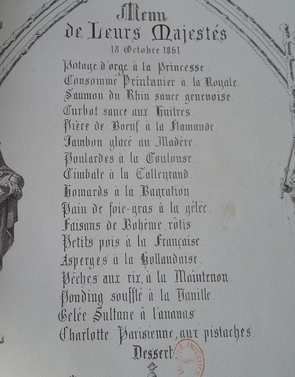 Menu
de Leurs Majestés
18 Octobre 1861
Potage d'orge à la Princesse
Consommé Printanier à la Royale
Saumon du Rhin sauce genevoise
Turbot sauce aux Huîtres
Pièce de Boeuf à la Flamande
Jambon glacé au Madère
Poulardes à la Toulouse
Timbale à la Talleyrand
Homards à la Bagration
Pain de foie-gras à la gelée
Faisans de Bohème, rôtis
Petits pois à la Française
Asperges à la Hollandaise
Pêches aux riz, à la Maintenon
Pouding soufflé à la Vanille
Gelée Sultane à l'ananas
Charlotte Parisienne, aux pistaches
Dessert